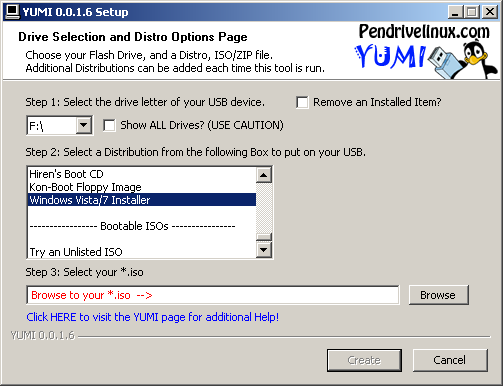 YUMI 0.0.1.6 Setup
Drive Selection and Distro Options Page
Choose your Flash Drive, and a Distro, ISO/ZIP file.
Additional Distributions can be added each time this tool is run.
Pendrivelinux.com
YUMI
Step 1: Select the drive letter of your USB device.
Remove an Installed Item?
F:\
Show ALL Drives? (USE CAUTION)
Step 2: Select a Distribution from the following Box to put on your USB.
Hiren's Boot CD
Kon-Boot Floppy Image
Windows Vista/7 Installer
---------------- Bootable ISOs ----------------
Try an Unlisted ISO
Step 3: Select your *.iso
Browse to your *.iso -->
Browse
Click HERE to visit the YUMI page for additional Help!
YUMI 0.0.1.6
Create
Cancel